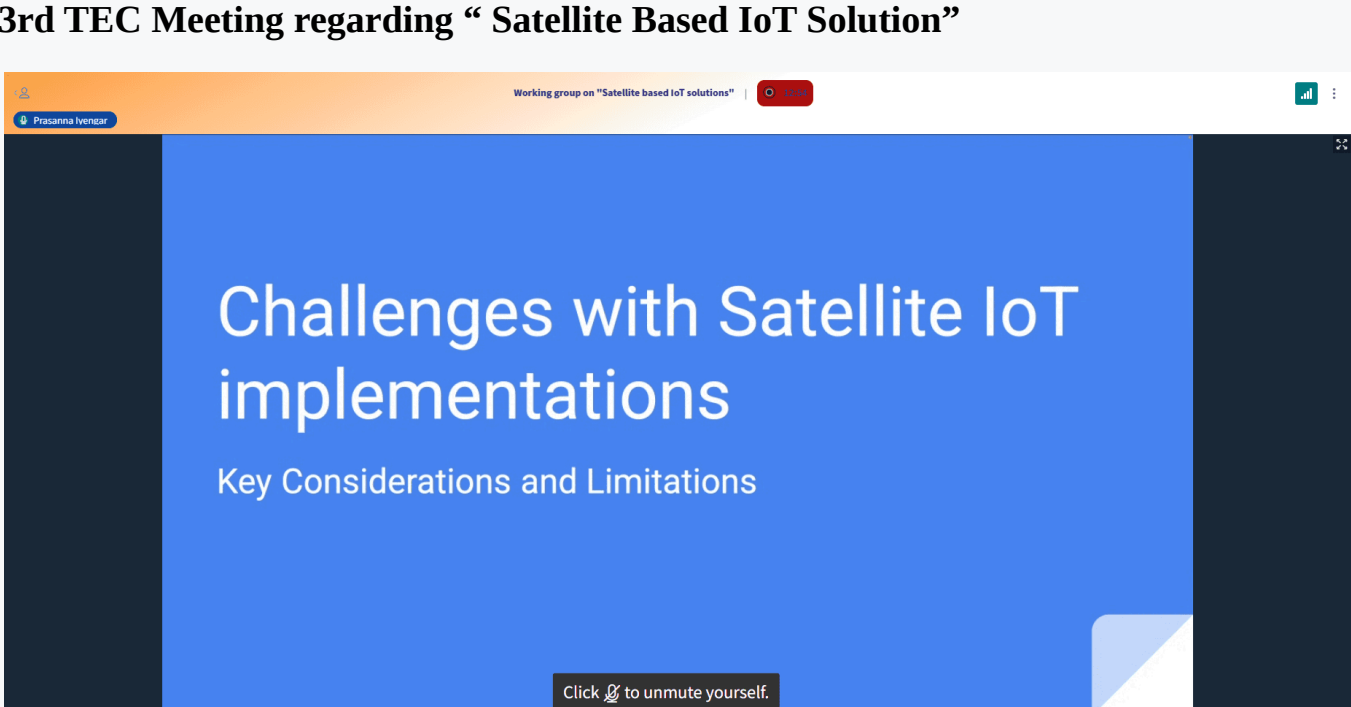 3rd TEC Meeting regarding “ Satellite Based IoT Solution”
Working group on "Satellite based IoT solutions" |
Prasanna Iyengar
Challenges with Satellite IoT
implementations
Key Considerations and Limitations
Click to unmute yourself.